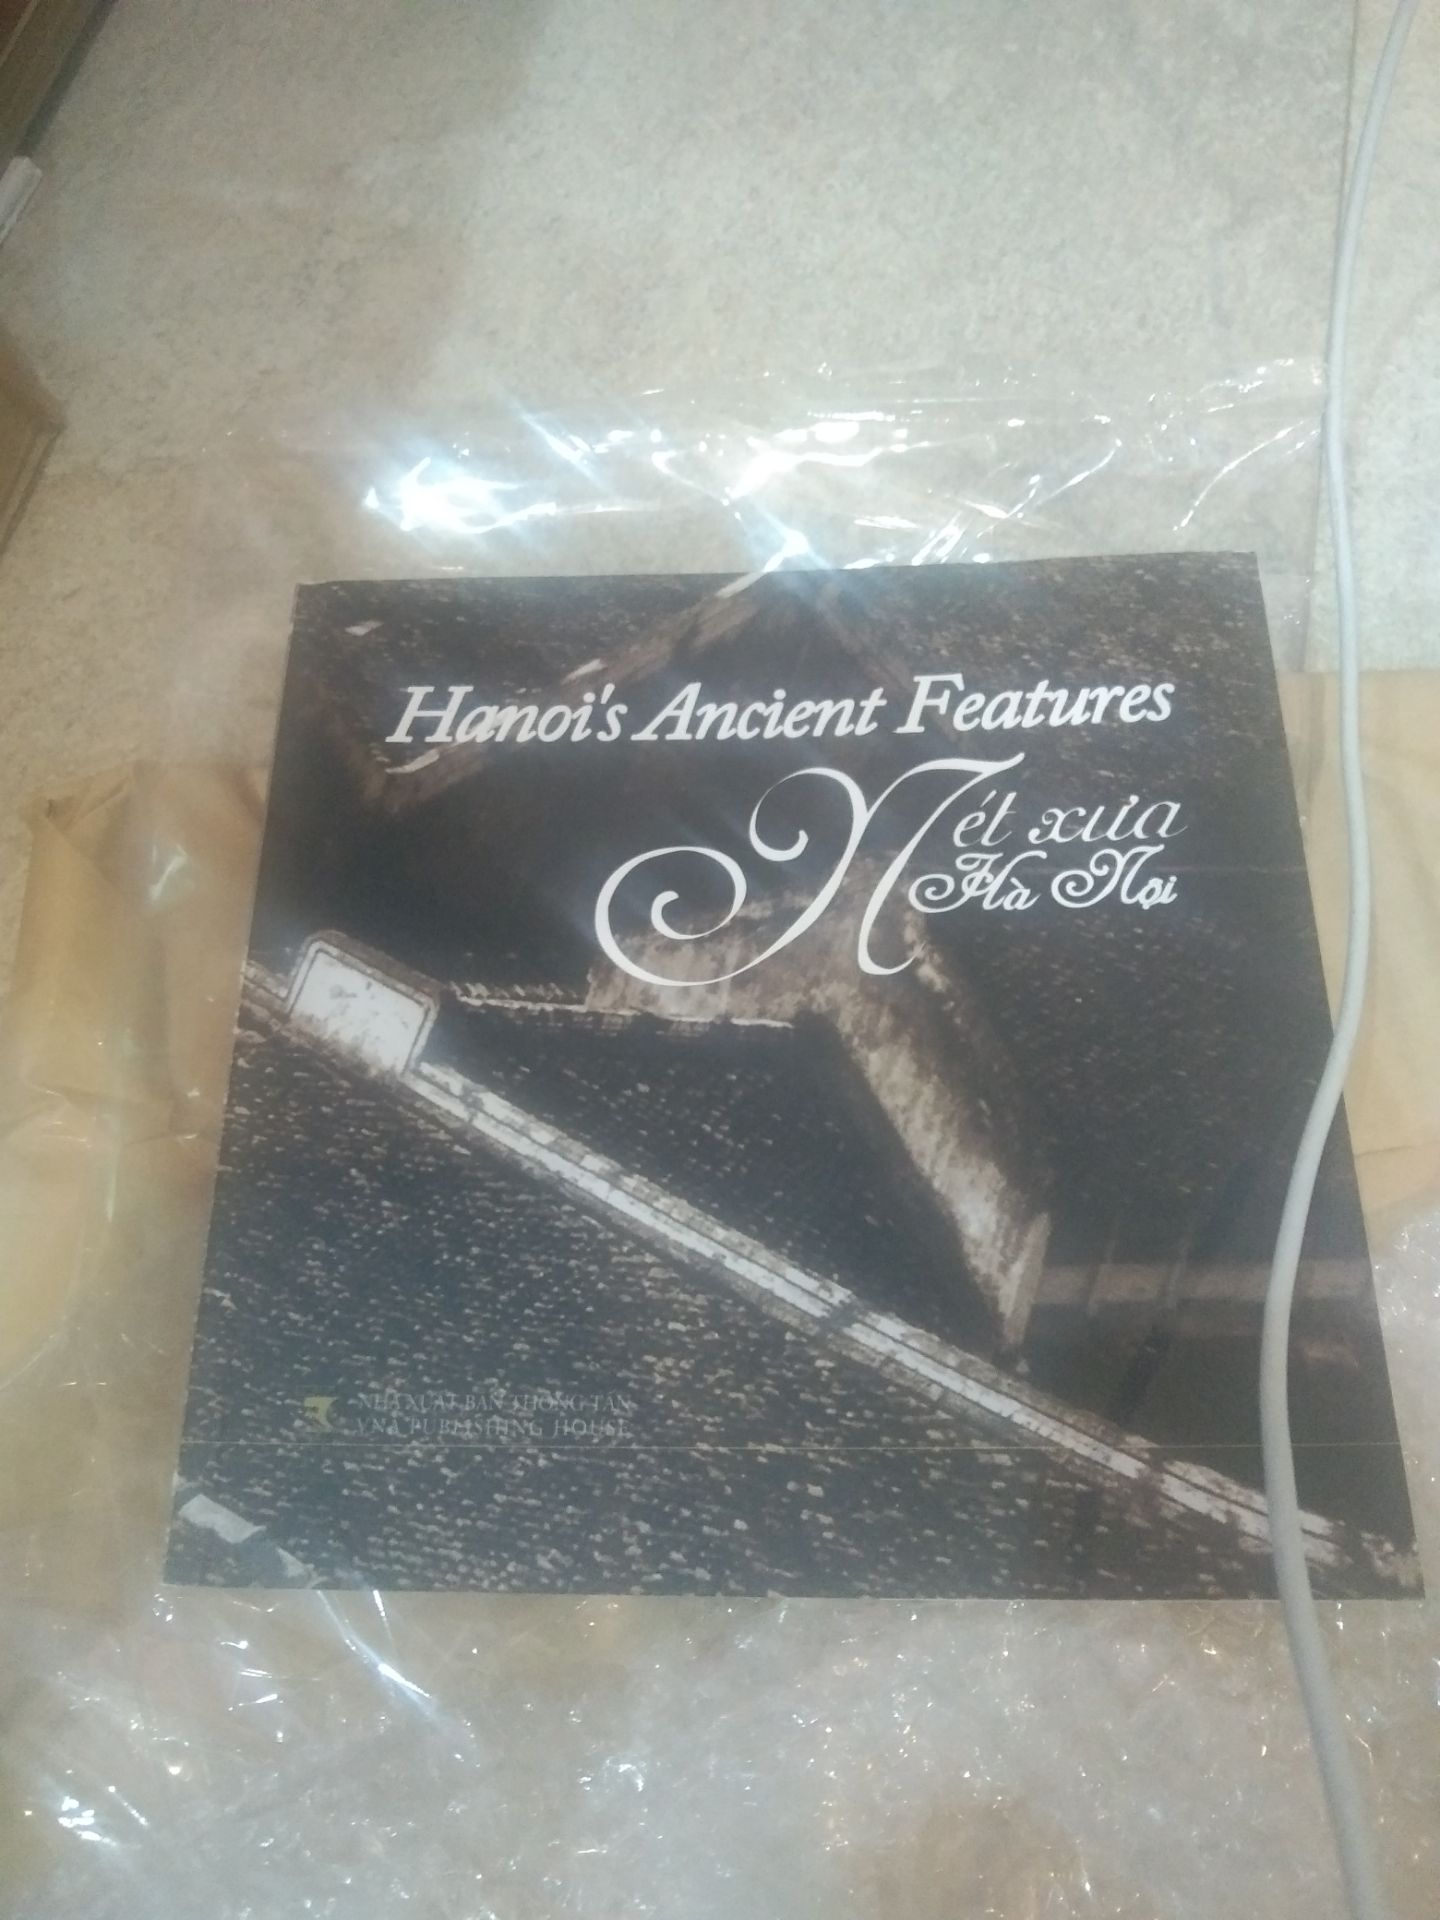 Hanoi's Ancient Features
Nét xưa
Hà Nội
NHÀ XUẤT BẢN THÔNG TẤN
VNA PUBLISHING HOUSE